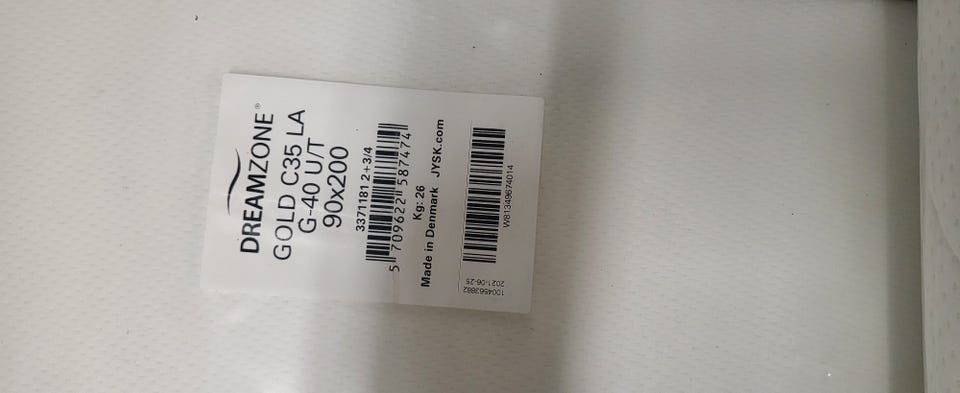 DREAMZONE®
GOLD C35 LA
G-40 U/T
90x200
3371181 2+3/4
5 709622 587474
Kg: 26
Made in Denmark JYSK.com
W81349674014
1004563882
2021-06-25